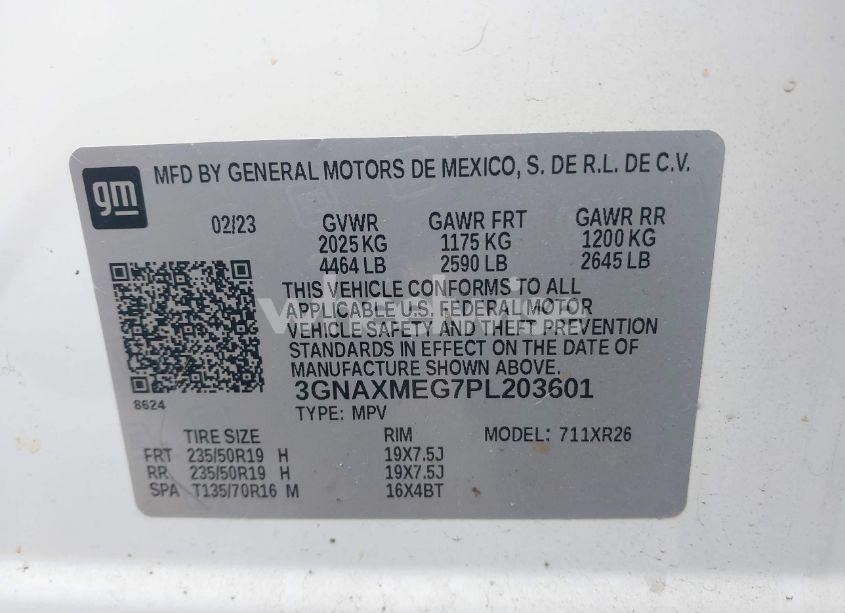 gm
MFD BY GENERAL MOTORS DE MEXICO, S. DE R.L. DE C.V.
02/23 GVWR GAWR FRT GAWR RR
2025 KG 1175 KG 1200 KG
4464 LB 2590 LB 2645 LB
THIS VEHICLE CONFORMS TO ALL
APPLICABLE U.S. FEDERAL MOTOR
VEHICLE SAFETY AND THEFT PREVENTION
STANDARDS IN EFFECT ON THE DATE OF
MANUFACTURE SHOWN ABOVE.
3GNAXMEG7PL203601
8624
TYPE: MPV
TIRE SIZE RIM MODEL: 711XR26
FRT 235/50R19 H 19X7.5J
RR 235/50R19 H 19X7.5J
SPA T135/70R16 M 16X4BT